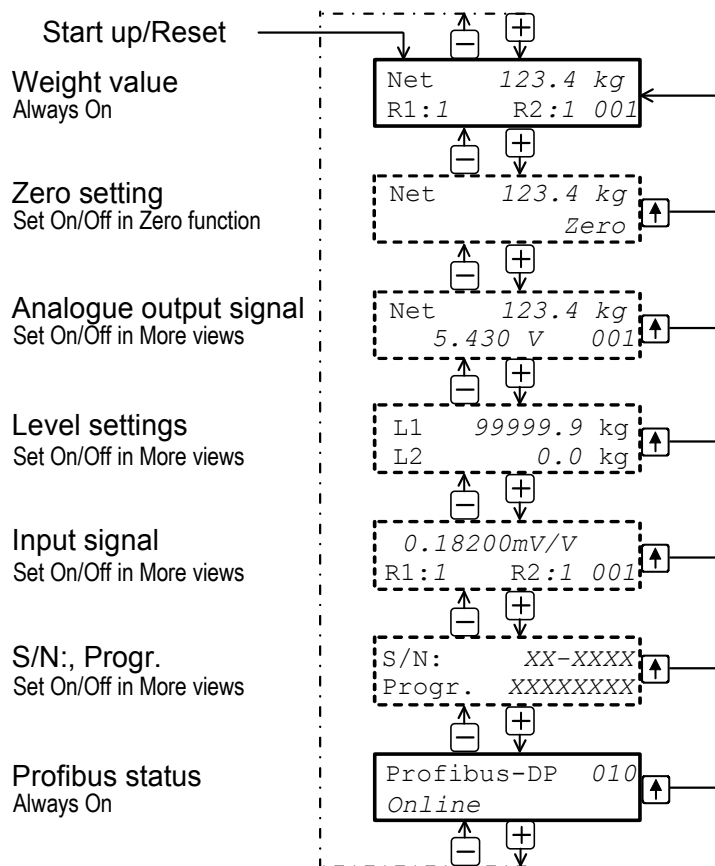 Start up/Reset
Weight value
Always On
Net 123.4 kg
R1:1 R2:1 001
Zero setting
Set On/Off in Zero function
Net 123.4 kg
Zero
Analogue output signal
Set On/Off in More views
Net 123.4 kg
5.430 V 001
Level settings
Set On/Off in More views
L1 99999.9 kg
L2 0.0 kg
Input signal
Set On/Off in More views
0.18200mV/V
R1:1 R2:1 001
S/N:, Progr.
Set On/Off in More views
S/N: XX-XXXX
Progr. XXXXXXXX
Profibus status
Always On
Profibus-DP 010
Online